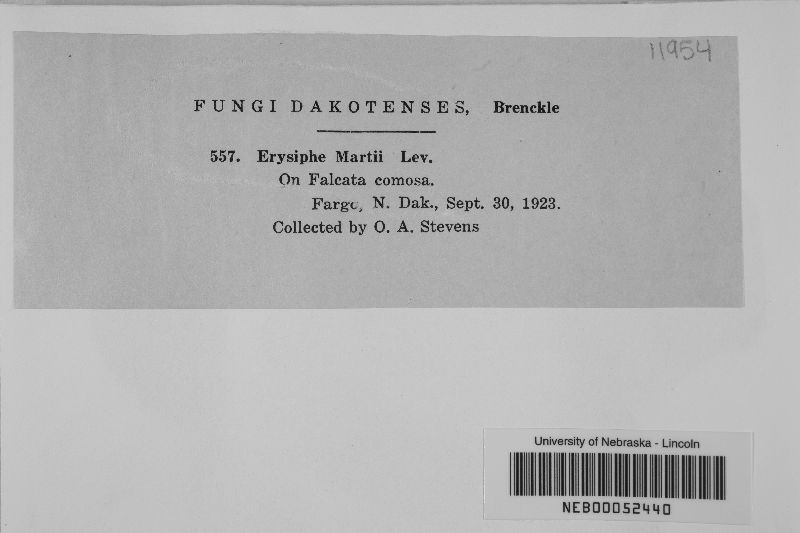 11954
FUNGI DAKOTENSES, Brenckle
557. Erysiphe Martii Lev.
On Falcata comosa.
Fargo, N. Dak., Sept. 30, 1923.
Collected by O. A. Stevens
University of Nebraska - Lincoln
NEB00052440